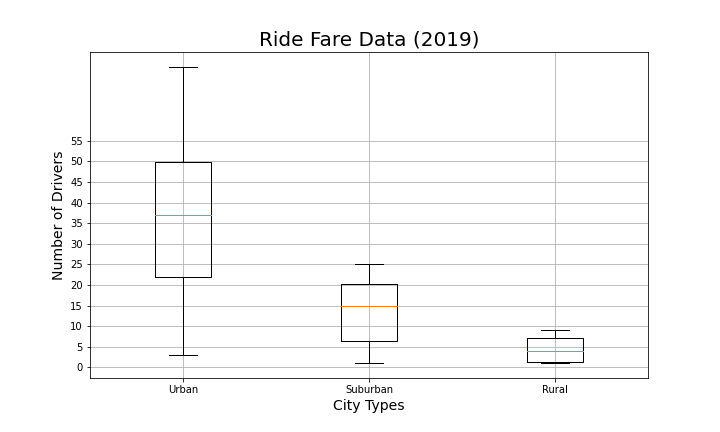 Ride Fare Data (2019)
Number of Drivers
55
50
45
40
35
30
25
20
15
10
5
0
Urban
Suburban
Rural
City Types